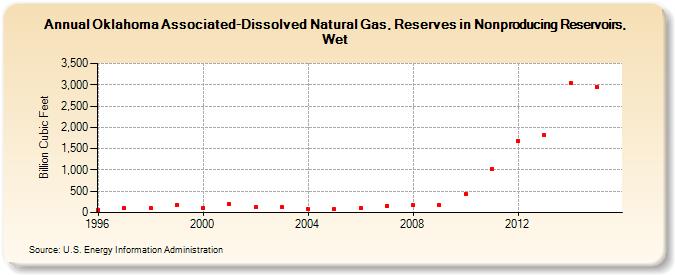 Annual Oklahoma Associated-Dissolved Natural Gas, Reserves in Nonproducing Reservoirs,
Wet
Billion Cubic Feet
3,500
3,000
2,500
2,000
1,500
1,000
500
0
1996 2000 2004 2008 2012
Source: U.S. Energy Information Administration